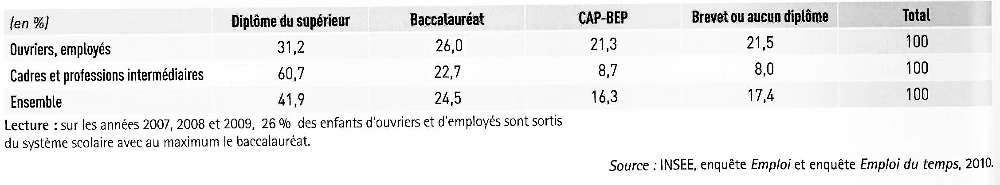 (en %) Diplôme du supérieur Baccalauréat CAP-BEP Brevet ou aucun diplôme Total
Ouvriers, employés 31,2 26,0 21,3 21,5 100
Cadres et professions intermédiaires 60,7 22,7 8,7 8,0 100
Ensemble 41,9 24,5 16,3 17,4 100
Lecture : sur les années 2007, 2008 et 2009, 26 % des enfants d'ouvriers et d'employés sont sortis
du système scolaire avec au maximum le baccalauréat.
Source : INSEE, enquête Emploi et enquête Emploi du temps, 2010.